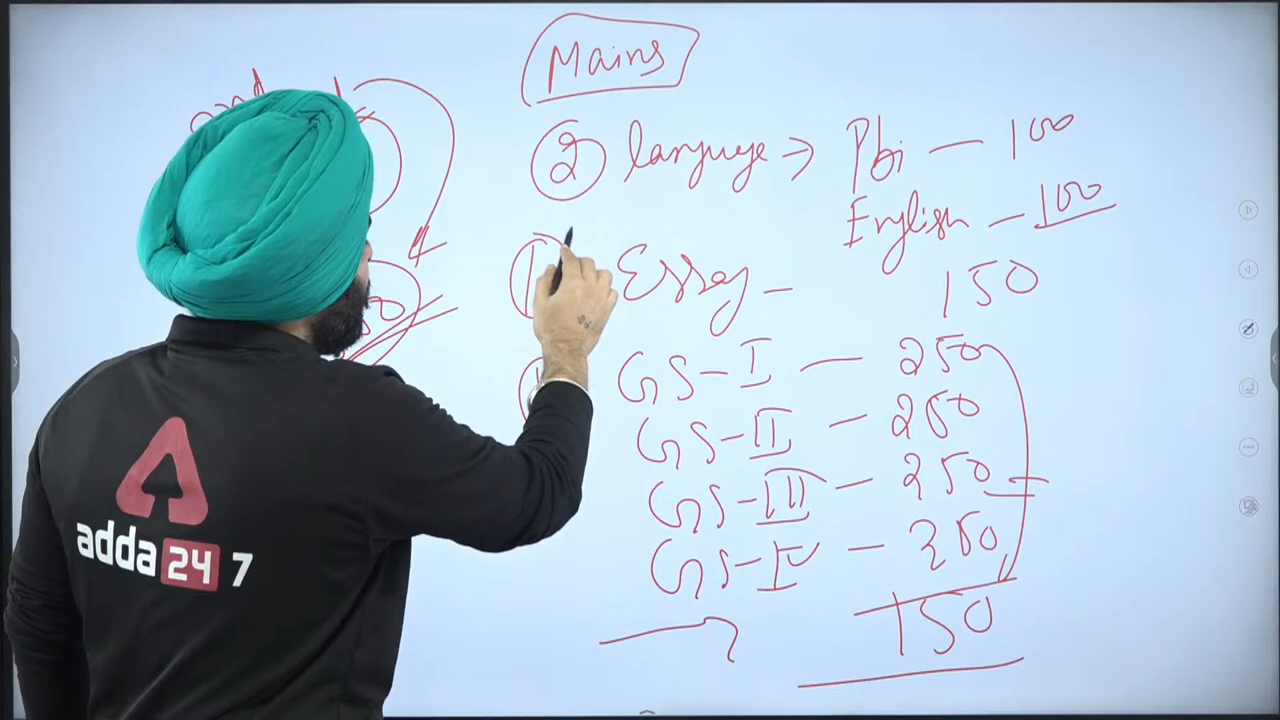 Mains
2 language → Pbi — 100
English — 100
1 Essay — 150
GS-I — 250
GS-II — 250
GS-III — 250
GS-IV — 250
150
adda 24 7